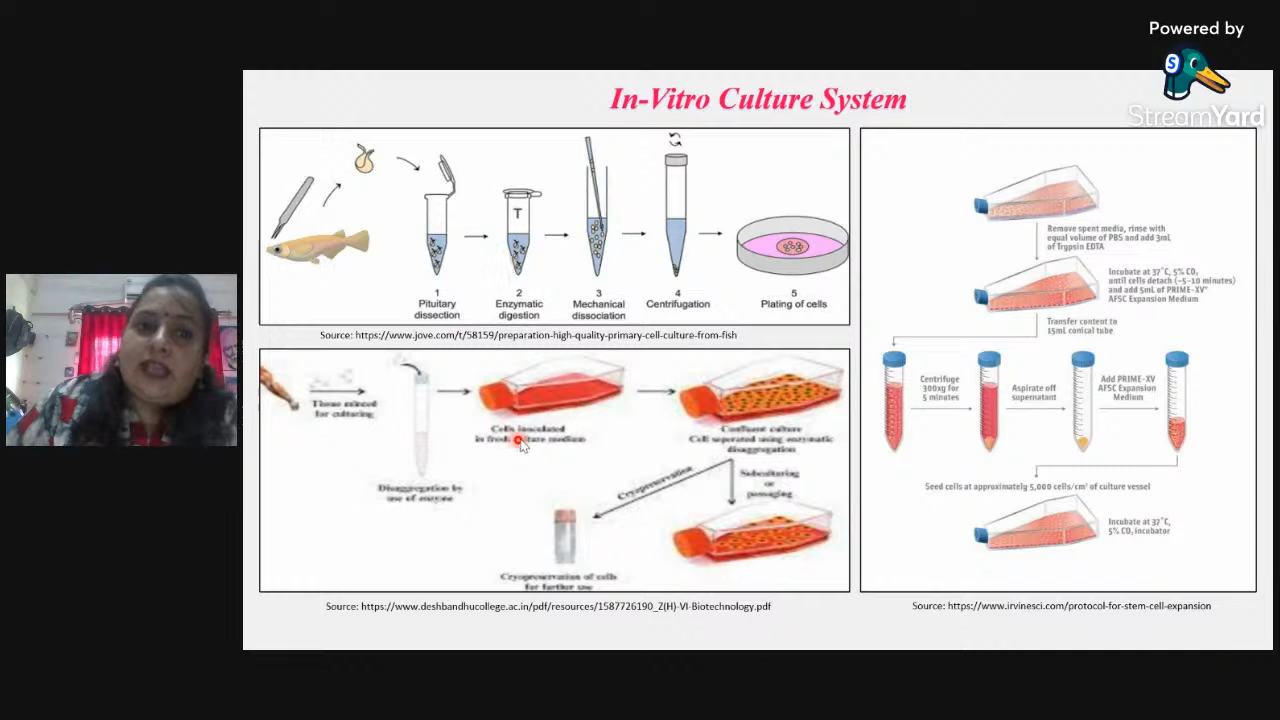 Powered by
S
StreamYard
In-Vitro Culture System
T
1
Pituitary
dissection
2
Enzymatic
digestion
3
Mechanical
dissociation
4
Centrifugation
5
Plating of cells
Source: https://www.jove.com/t/58159/preparation-high-quality-primary-cell-culture-from-fish
Tissue minced
for culturing
Disaggregation by
use of enzyme
Cells inoculated
in fresh culture medium
Confluent culture
Cell seperated using enzymatic
disaggregation
Cryopreservation
Subculturing
or
passaging
Cryopreservation of cells
for further use
Source: https://www.deshbandhucollege.ac.in/pdf/resources/1587726190_Z(H)-VI-Biotechnology.pdf
Remove spent media, rinse with
equal volume of PBS and add 3mL
of Trypsin EDTA
Incubate at 37˚C, 5% CO₂
until cells detach (~5-10 minutes)
and add 5mL of PRIME-XV®
AFSC Expansion Medium
Transfer content to
15mL conical tube
Centrifuge
300xg for
5 minutes
Aspirate off
supernatant
Add PRIME-XV
AFSC Expansion
Medium
Seed cells at approximately 5,000 cells/cm² of culture vessel
Incubate at 37˚C,
5% CO₂ incubator
Source: https://www.irvinesci.com/protocol-for-stem-cell-expansion